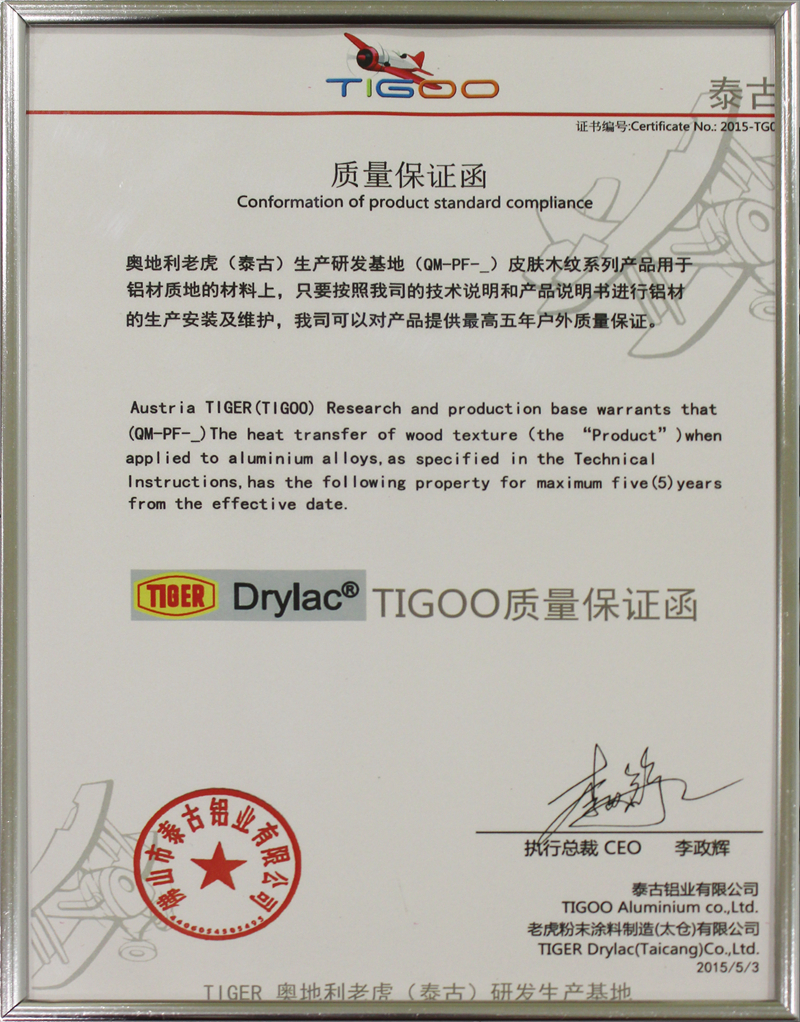 TIGOO
泰古
证书编号:Certificate No.: 2015-TG0
质量保证函
Conformation of product standard compliance
奥地利老虎（泰古）生产研发基地（QM-PF-_）皮肤木纹系列产品用于
铝材质地的材料上，只要按照我司的技术说明和产品说明书进行铝材
的生产安装及维护，我司可以对产品提供最高五年户外质量保证。
Austria TIGER(TIGOO) Research and production base warrants that
(QM-PF-_)The heat transfer of wood texture (the “Product”)when
applied to aluminium alloys,as specified in the Technical
Instructions,has the following property for maximum five(5)years
from the effective date.
TIGER Drylac® TIGOO质量保证函
佛山市泰古铝业有限公司
执行总裁 CEO 李政辉
泰古铝业有限公司
TIGOO Aluminium co.,Ltd.
老虎粉末涂料制造(太仓)有限公司
TIGER Drylac(Taicang)Co.,Ltd.
2015/5/3
TIGER 奥地利老虎（泰古）研发生产基地